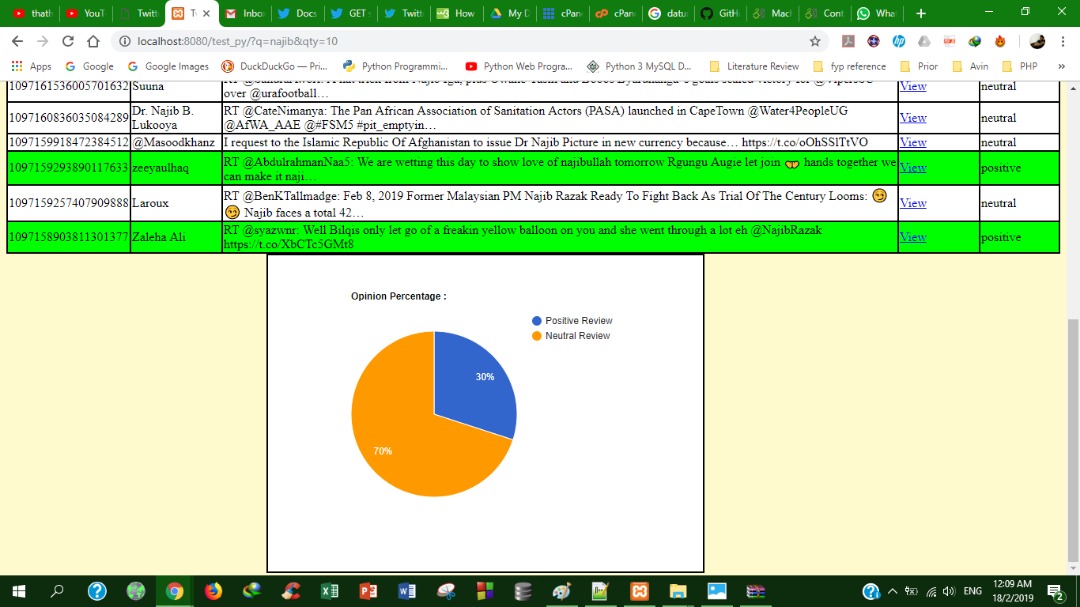 thath
YouT
Twitt
T
Inbo
Docs
GET
Twitt
How
My D
cPan
cPan
datu
GitH
Mac
Cont
What
localhost:8080/test_py/?q=najib&qty=10
Apps
Google
Google Images
DuckDuckGo — Pri...
Python Programmi...
Python Web Progra...
Python 3 MySQL D...
Literature Review
fyp reference
Prior
Avin
PHP
1097161536005701632 Suuna over @urafootball… View neutral
1097160836035084289 Dr. Najib B. Lukooya RT @CateNimanya: The Pan African Association of Sanitation Actors (PASA) launched in CapeTown @Water4PeopleUG View neutral
@AfWA_AAE @#FSM5 #pit_emptyin…
1097159918472384512 @Masoodkhanz I request to the Islamic Republic Of Afghanistan to issue Dr Najib Picture in new currency because… https://t.co/oOhSSlTtVO View neutral
1097159293890117633 zeeyaulhaq RT @AbdulrahmanNaa5: We are wetting this day to show love of najibullah tomorrow Rgungu Augie let join hands together we View positive
can make it naji…
1097159257407909888 Laroux RT @BenKTallmadge: Feb 8, 2019 Former Malaysian PM Najib Razak Ready To Fight Back As Trial Of The Century Looms: 😏 View neutral
😏 Najib faces a total 42…
1097158903811301377 Zaleha Ali RT @syazwnr: Well Bilqis only let go of a freakin yellow balloon on you and she went through a lot eh @NajibRazak View positive
https://t.co/XbCTc5GMt8
Opinion Percentage :
Positive Review
Neutral Review
30%
70%
ENG
12:09 AM
18/2/2019
2